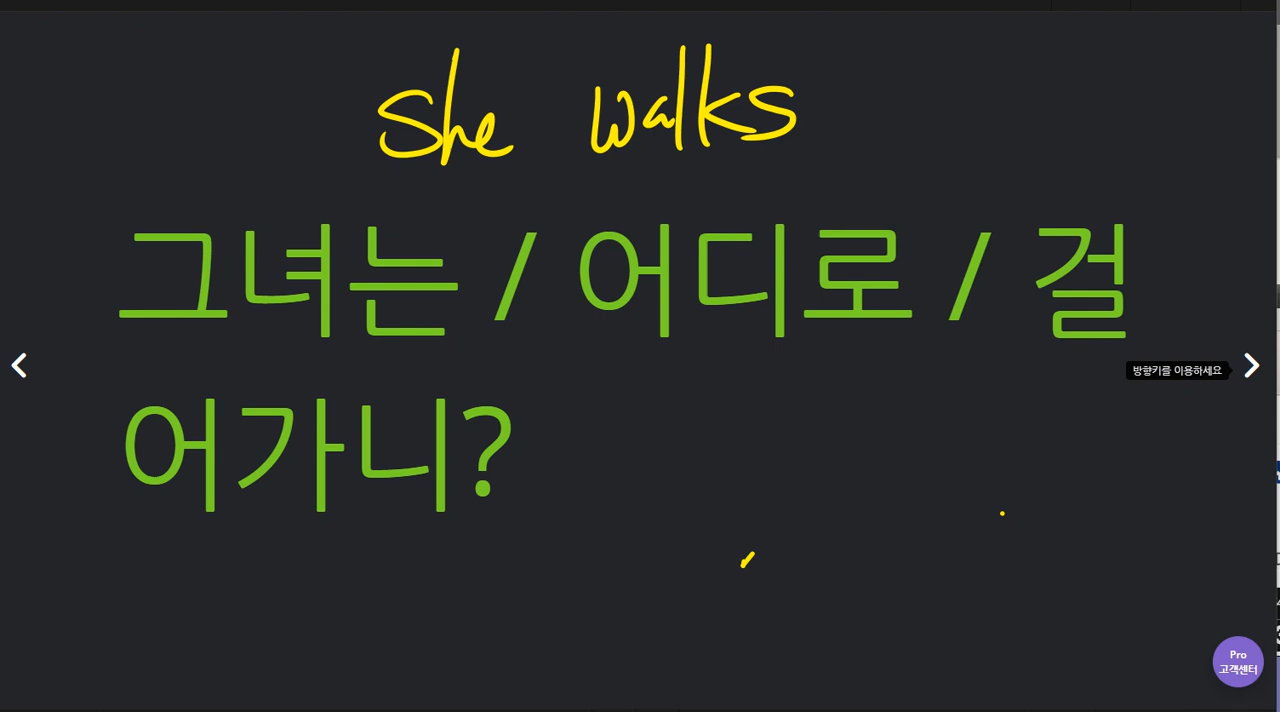 She walks
그녀는 / 어디로 / 걸
어가니?
방향키를 이용하세요
Pro
고객센터